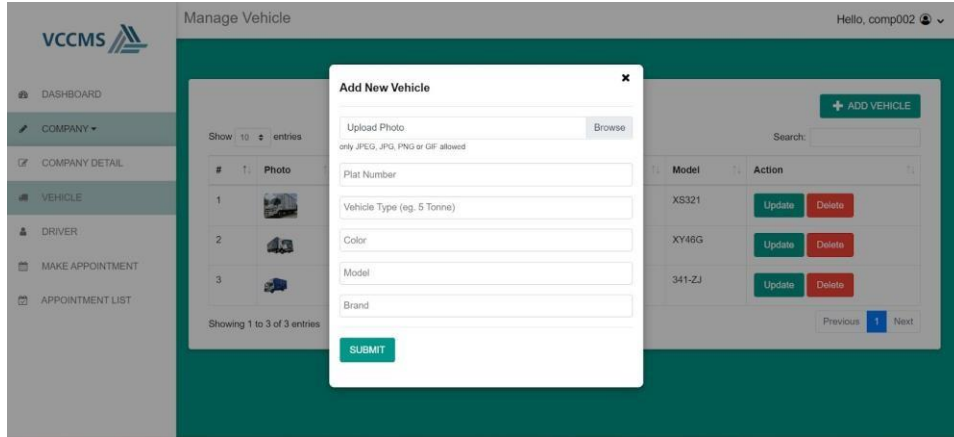 VCCMS
Manage Vehicle
Hello, comp002
DASHBOARD
COMPANY
COMPANY DETAIL
VEHICLE
DRIVER
MAKE APPOINTMENT
APPOINTMENT LIST
Add New Vehicle
Upload Photo Browse
only JPEG, JPG, PNG or GIF allowed
Plat Number
Vehicle Type (eg. 5 Tonne)
Color
Model
Brand
SUBMIT
+ ADD VEHICLE
Show 10 entries
Search:
# Photo Model Action
1 XS321 Update Delete
2 XY46G Update Delete
3 341-ZJ Update Delete
Showing 1 to 3 of 3 entries
Previous 1 Next